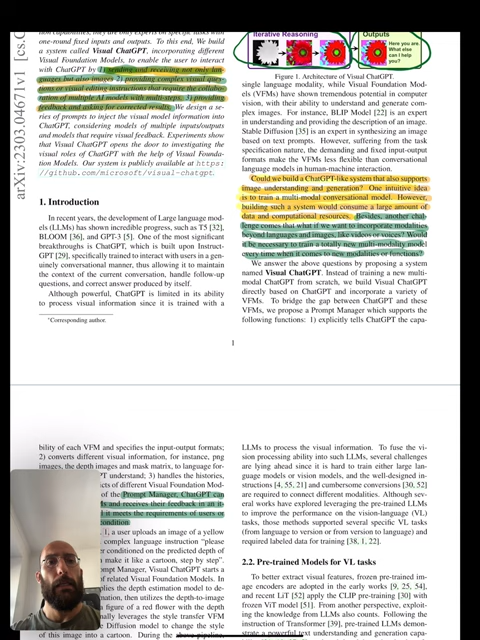 arXiv:2303.04671v1 [cs.C
one-round fixed inputs and outputs. To this end, We build
a system called Visual ChatGPT, incorporating different
Visual Foundation Models, to enable the user to interact
with ChatGPT by 1) sending and receiving not only lan-
guages but also images 2) providing complex visual ques-
tions or visual editing instructions that require the collabo-
ration of multiple AI models with multi-steps. 3) providing
feedback and asking for corrected results. We design a
series of prompts to inject the visual model information into
ChatGPT, considering models of multiple inputs/outputs
and models that require visual feedback. Experiments show
that Visual ChatGPT opens the door to investigating the
visual roles of ChatGPT with the help of Visual Founda-
tion Models. Our system is publicly available at https:
//github.com/microsoft/visual-chatgpt.
1. Introduction
In recent years, the development of Large language mod-
els (LLMs) has shown incredible progress, such as T5 [32],
BLOOM [36], and GPT-3 [5]. One of the most significant
breakthroughs is ChatGPT, which is built upon Instruct-
GPT [29], specifically trained to interact with users in a gen-
uinely conversational manner, thus allowing it to maintain
the context of the current conversation, handle follow-up
questions, and correct answer produced by itself.
Although powerful, ChatGPT is limited in its ability
to process visual information since it is trained with a
*Corresponding author.
Iterative Reasoning
Outputs
Here you are.
What else
can I help
you?
Figure 1. Architecture of Visual ChatGPT.
single language modality, while Visual Foundation Mod-
els (VFMs) have shown tremendous potential in computer
vision, with their ability to understand and generate com-
plex images. For instance, BLIP Model [22] is an expert
in understanding and providing the description of an image.
Stable Diffusion [35] is an expert in synthesizing an image
based on text prompts. However, suffering from the task
specification nature, the demanding and fixed input-output
formats make the VFMs less flexible than conversational
language models in human-machine interaction.
Could we build a ChatGPT-like system that also supports
image understanding and generation? One intuitive idea
is to train a multi-modal conversational model. However,
building such a system would consume a large amount of
data and computational resources. Besides, another chal-
lenge comes that what if we want to incorporate modalities
beyond languages and images, like videos or voices? Would
it be necessary to train a totally new multi-modality model
every time when it comes to new modalities or functions?
We answer the above questions by proposing a system
named Visual ChatGPT. Instead of training a new multi-
modal ChatGPT from scratch, we build Visual ChatGPT
directly based on ChatGPT and incorporate a variety of
VFMs. To bridge the gap between ChatGPT and these
VFMs, we propose a Prompt Manager which supports the
following functions: 1) explicitly tells ChatGPT the capa-
1
bility of each VFM and specifies the input-output formats;
2) converts different visual information, for instance, png
images, the depth images and mask matrix, to language for-
PT understand; 3) handles the histories,
cts of different Visual Foundation Mod-
of the Prompt Manager, ChatGPT can
Ms and receives their feedback in an it-
il it meets the requirements of users or
condition.
1, a user uploads an image of a yellow
complex language instruction "please
er conditioned on the predicted depth of
make it like a cartoon, step by step".
ompt Manager, Visual ChatGPT starts a
of related Visual Foundation Models. In
plies the depth estimation model to de-
mation, then utilizes the depth-to-image
a figure of a red flower with the depth
nally leverages the style transfer VFM
Diffusion model to change the style
of this image into a cartoon. During the above pipeline,
LLMs to process the visual information. To fuse the vi-
sion processing ability into such LLMs, several challenges
are lying ahead since it is hard to train either large language
models or vision models, and the well-designed in-
structions [4, 55, 21] and cumbersome conversions [30, 52]
are required to connect different modalities. Although sev-
eral works have explored leveraging the pre-trained LLMs
to improve the performance on the vision-language (VL)
tasks, those methods supported several specific VL tasks
(from language to version or from version to language) and
required labeled data for training [38, 1, 22].
2.2. Pre-trained Models for VL tasks
To better extract visual features, frozen pre-trained im-
age encoders are adopted in the early works [9, 25, 54],
and recent LiT [52] apply the CLIP pre-training [30] with
frozen ViT model [51]. From another perspective, exploit-
ing the knowledge from LLMs also counts. Following the
instruction of Transformer [39], pre-trained LLMs demon-
strate a powerful text understanding and generation capa-